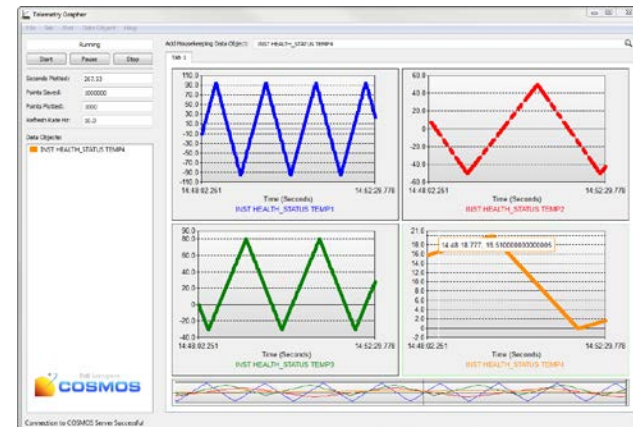 Telemetry Grapher
File Tab Plot Data Object Help
Running
Start Pause Stop
Seconds Plotted: 267.53
Points Saved: 1000000
Points Plotted: 1000
Refresh Rate Hz: 10.0
Data Objects:
INST HEALTH_STATUS TEMP4
COSMOS
Connection to COSMOS Server Successful
Add Housekeeping Data Object: INST HEALTH_STATUS TEMP4
Tab 1
110.0
90.0
70.0
50.0
30.0
10.0
-10.0
-30.0
-50.0
-70.0
-90.0
-110.0
14:48:02.251 14:52:29.778
Time (Seconds)
INST HEALTH_STATUS TEMP1
60.0
40.0
20.0
0
-20.0
-40.0
-60.0
14:48:02.251 14:52:29.778
Time (Seconds)
INST HEALTH_STATUS TEMP2
90.0
80.0
60.0
40.0
20.0
0
-20.0
-40.0
14:48:02.251 14:52:29.778
Time (Seconds)
INST HEALTH_STATUS TEMP3
21.0
18.0
16.0
14.0
12.0
10.0
8.0
6.0
4.0
2.0
0
-2.0
14:48:18.777, 15.510000000000005
14:48:02.251 14:52:29.778
Time (Seconds)
INST HEALTH_STATUS TEMP4